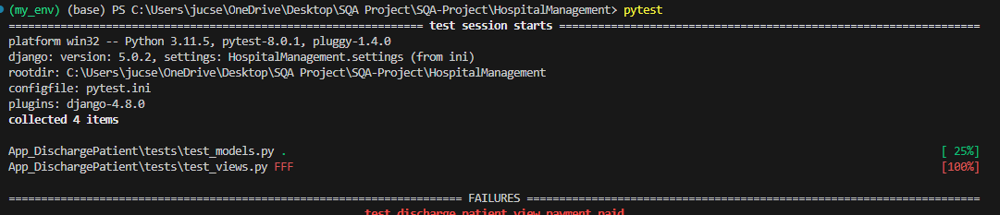 (my_env) (base) PS C:\Users\jucse\OneDrive\Desktop\SQA Project\SQA-Project\HospitalManagement> pytest
================================================================ test session starts =================================================================
platform win32 -- Python 3.11.5, pytest-8.0.1, pluggy-1.4.0
django: version: 5.0.2, settings: HospitalManagement.settings (from ini)
rootdir: C:\Users\jucse\OneDrive\Desktop\SQA Project\SQA-Project\HospitalManagement
configfile: pytest.ini
plugins: django-4.8.0
collected 4 items
App_DischargePatient\tests\test_models.py . [ 25%]
App_DischargePatient\tests\test_views.py FFF [100%]
====================================================================== FAILURES ======================================================================
test_discharge_patient_view_payment_paid